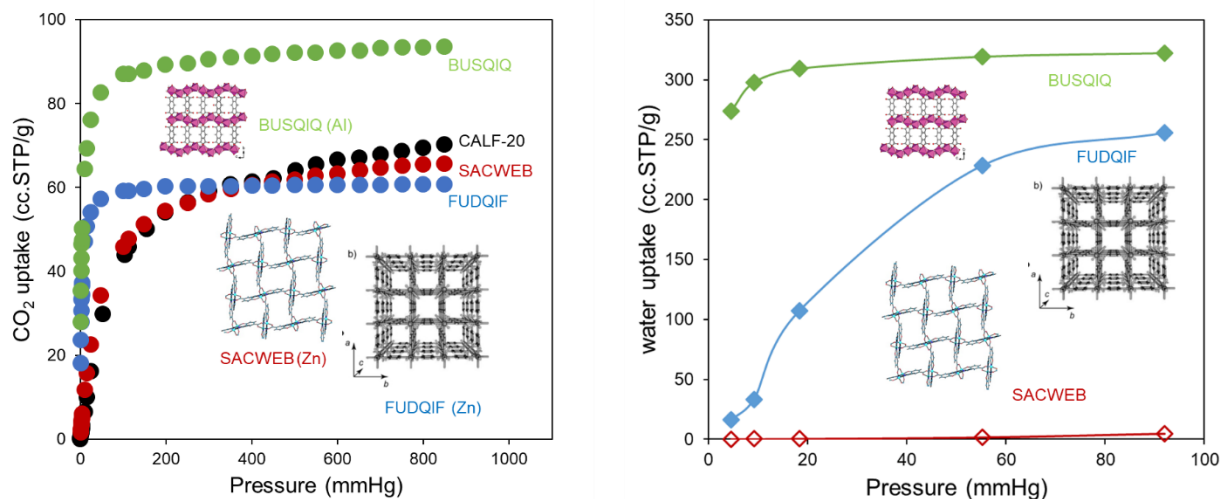 CO2 uptake (cc.STP/g)
100
80
60
40
20
0
0
200
400
600
800
1000
Pressure (mmHg)
BUSQIQ
BUSQIQ (Al)
CALF-20
SACWEB
FUDQIF
SACWEB (Zn)
b)
a
c
b
FUDQIF (Zn)
water uptake (cc.STP/g)
350
300
250
200
150
100
50
0
0
20
40
60
80
100
Pressure (mmHg)
BUSQIQ
FUDQIF
b)
a
c
b
SACWEB